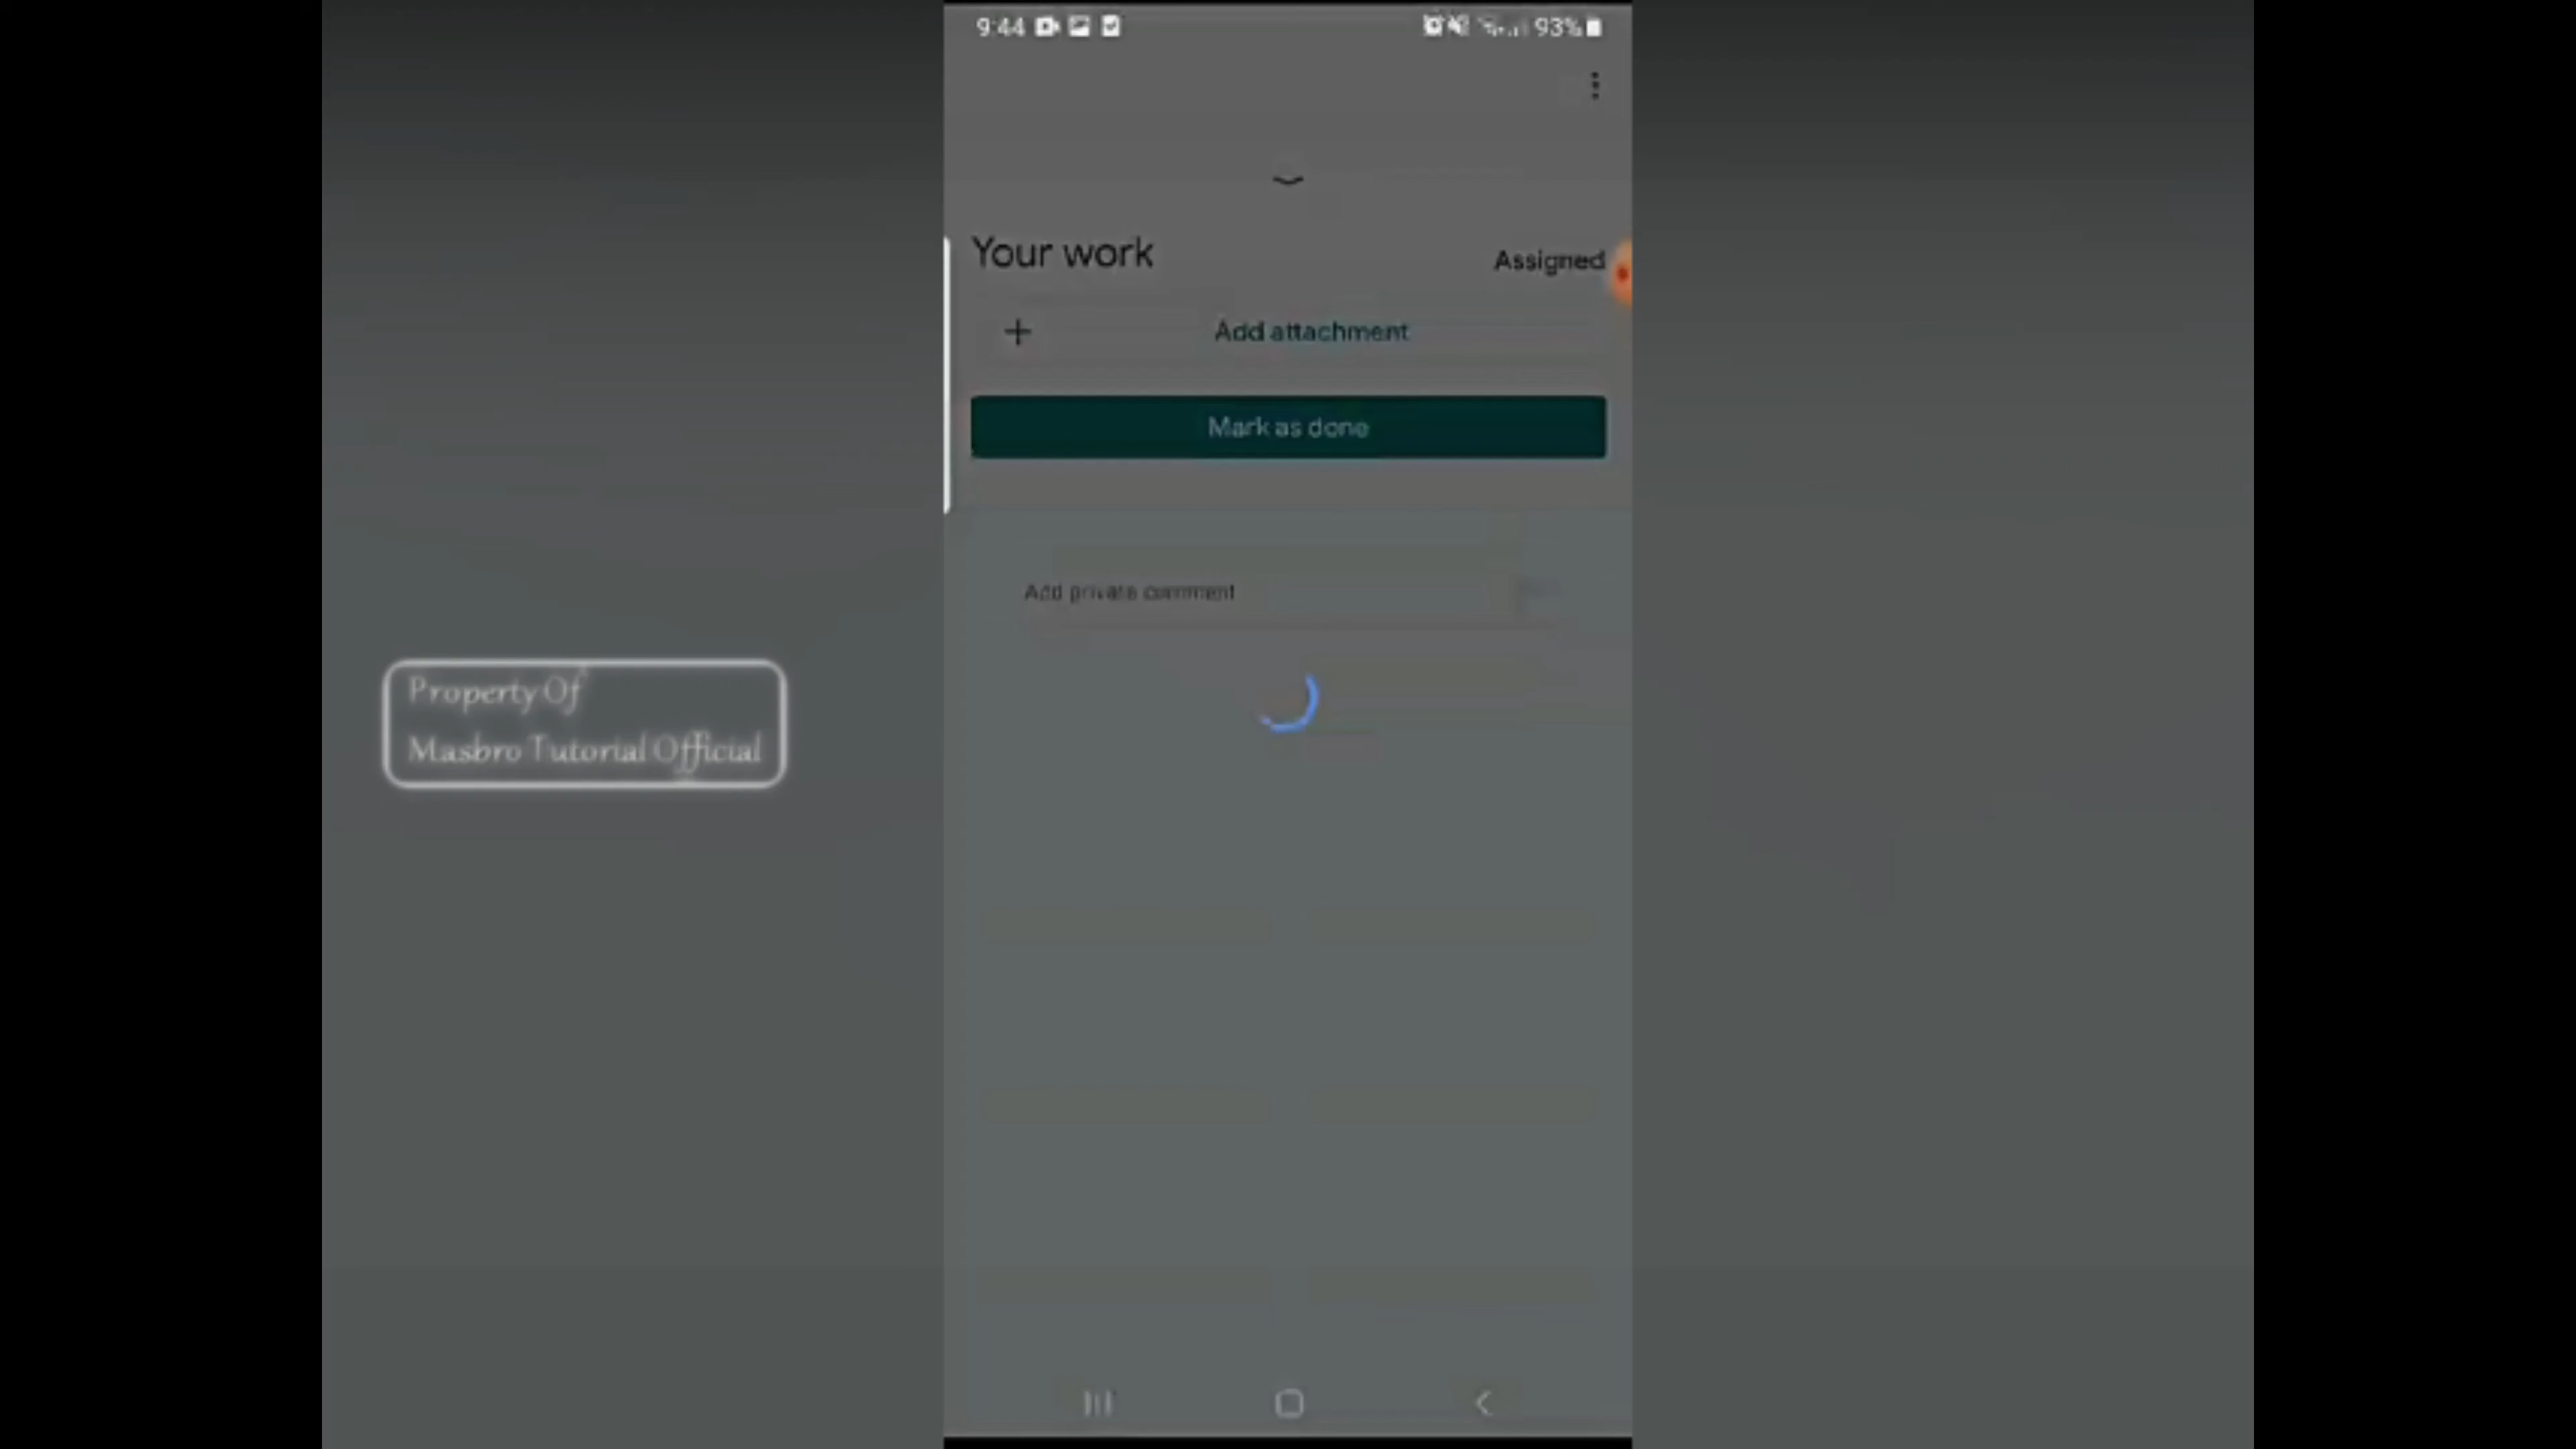 9:44
93%
Your work
Assigned
Add attachment
Mark as done
Add private comment
Property Of
Masbro Tutorial Official